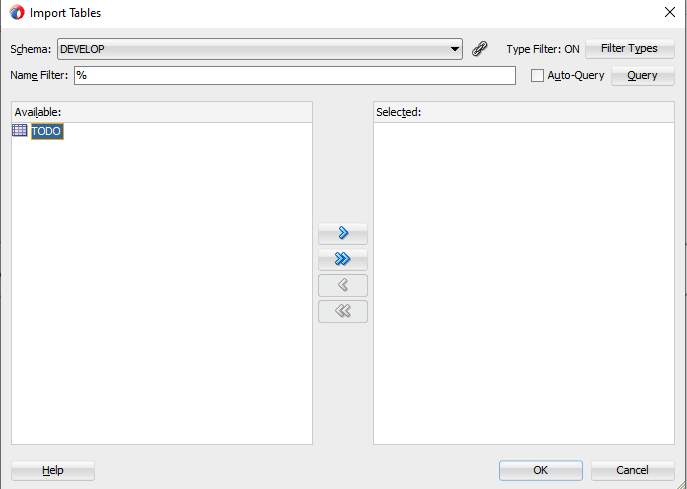 Import Tables
Schema: DEVELOP Type Filter: ON Filter Types
Name Filter: % Auto-Query Query
Available: Selected:
TODO
Help OK Cancel